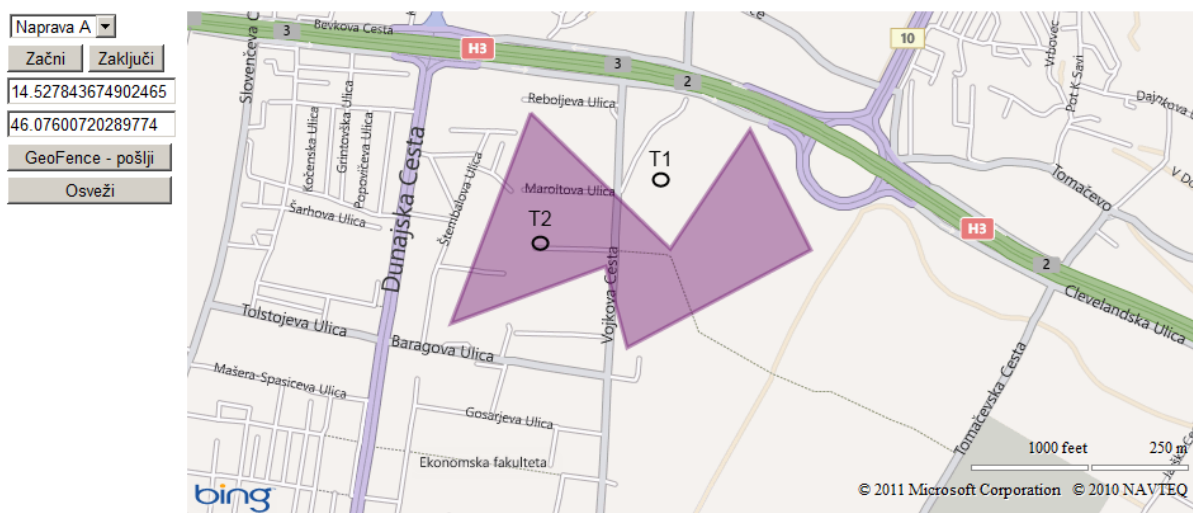 Naprava A
Začni
Zaključi
14.527843674902465
46.07600720289774
GeoFence - pošlji
Osveži
Slovenčeva C
3
Bevkova Cesta
H3
3
2
10
Vrbovec
Pot K Savi
Dajnkova U
Reboljeva Ulica
Kočenska Ulica
Grintovška Ulica
Popovičeva Ulica
Šarhova Ulica
Dunajska Cesta
Štembalova Ulica
Maroltova Ulica
T1
T2
Tomačevo
V Do
H3
2
Clevelandska Ulica
Vojkova Cesta
Tolstojeva Ulica
Baragova Ulica
Mašera-Spasiceva Ulica
Gosarjeva Ulica
Ekonomska fakulteta
Tomačevska Cesta
1000 feet
250 m
bing
© 2011 Microsoft Corporation
© 2010 NAVTEQ